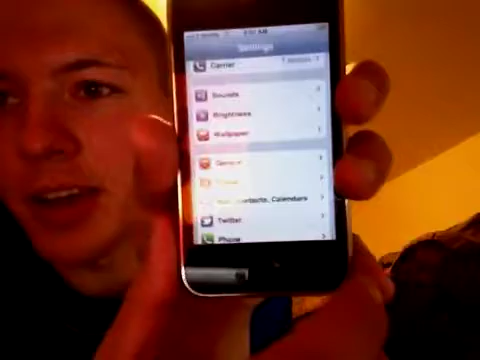 Settings
Carrier
Sounds
Brightness
Wallpaper
General
Contacts, Calendars
Twitter
Phone